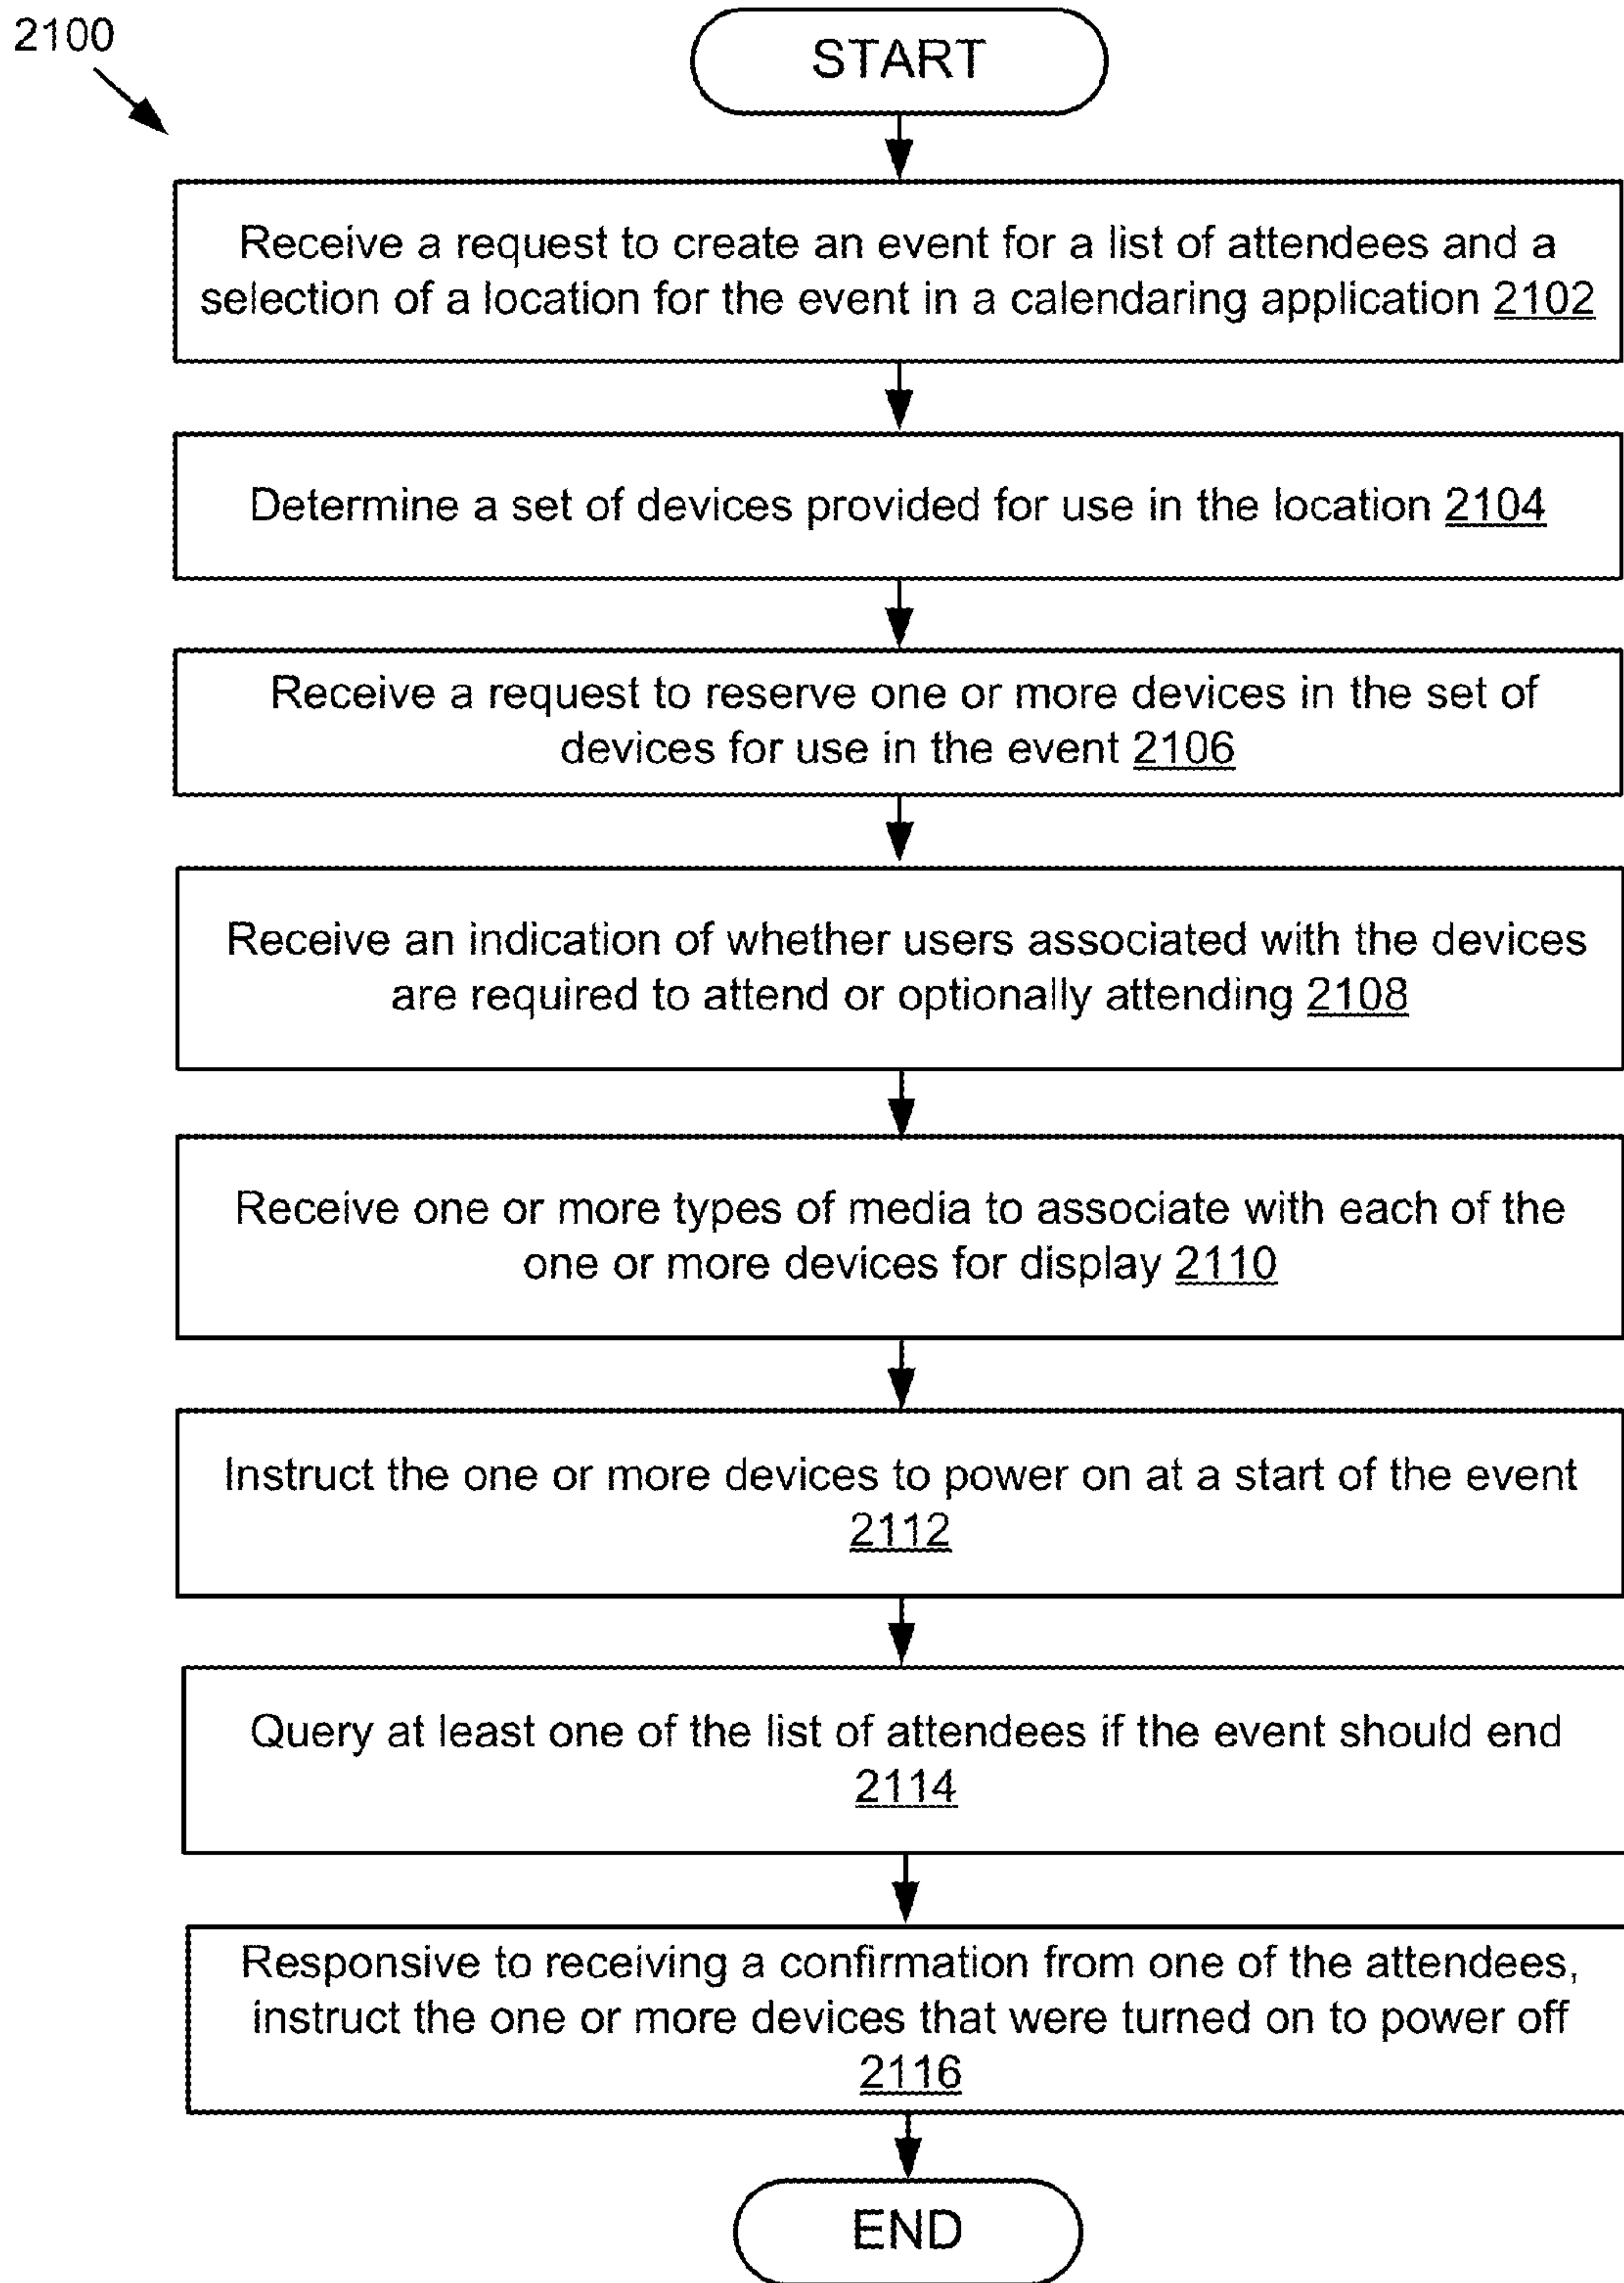 2100
START
Receive a request to create an event for a list of attendees and a
selection of a location for the event in a calendaring application 2102
Determine a set of devices provided for use in the location 2104
Receive a request to reserve one or more devices in the set of
devices for use in the event 2106
Receive an indication of whether users associated with the devices
are required to attend or optionally attending 2108
Receive one or more types of media to associate with each of the
one or more devices for display 2110
Instruct the one or more devices to power on at a start of the event
2112
Query at least one of the list of attendees if the event should end
2114
Responsive to receiving a confirmation from one of the attendees,
instruct the one or more devices that were turned on to power off
2116
END